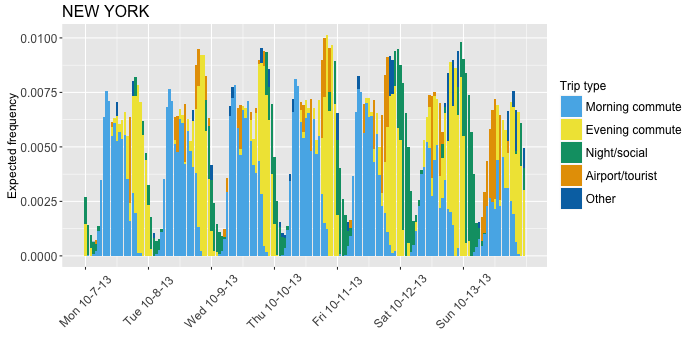 NEW YORK
Expected frequency
0.0100
0.0075
0.0050
0.0025
0.0000
Mon 10-7-13
Tue 10-8-13
Wed 10-9-13
Thu 10-10-13
Fri 10-11-13
Sat 10-12-13
Sun 10-13-13
Trip type
Morning commute
Evening commute
Night/social
Airport/tourist
Other